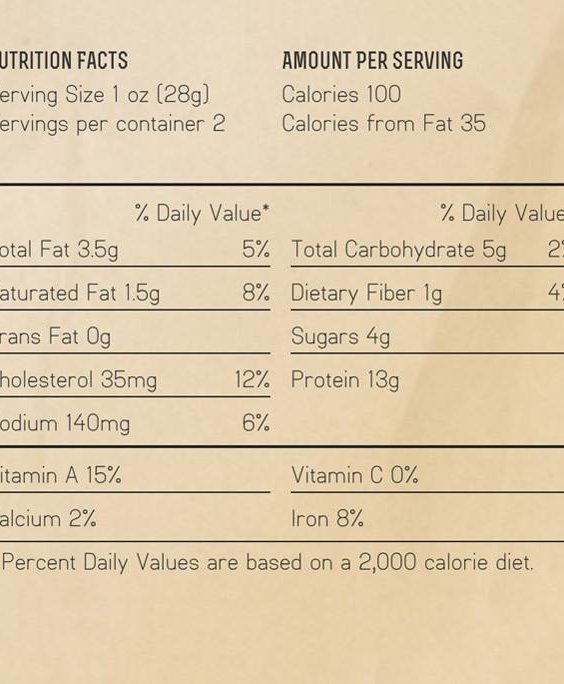 UTRITION FACTS
erving Size 1 oz (28g)
ervings per container 2
AMOUNT PER SERVING
Calories 100
Calories from Fat 35
% Daily Value*
otal Fat 3.5g 5%
aturated Fat 1.5g 8%
rans Fat 0g
holesterol 35mg 12%
odium 140mg 6%
% Daily Value
Total Carbohydrate 5g 2%
Dietary Fiber 1g 4%
Sugars 4g
Protein 13g
itamin A 15%
Vitamin C 0%
alcium 2%
Iron 8%
Percent Daily Values are based on a 2,000 calorie diet.